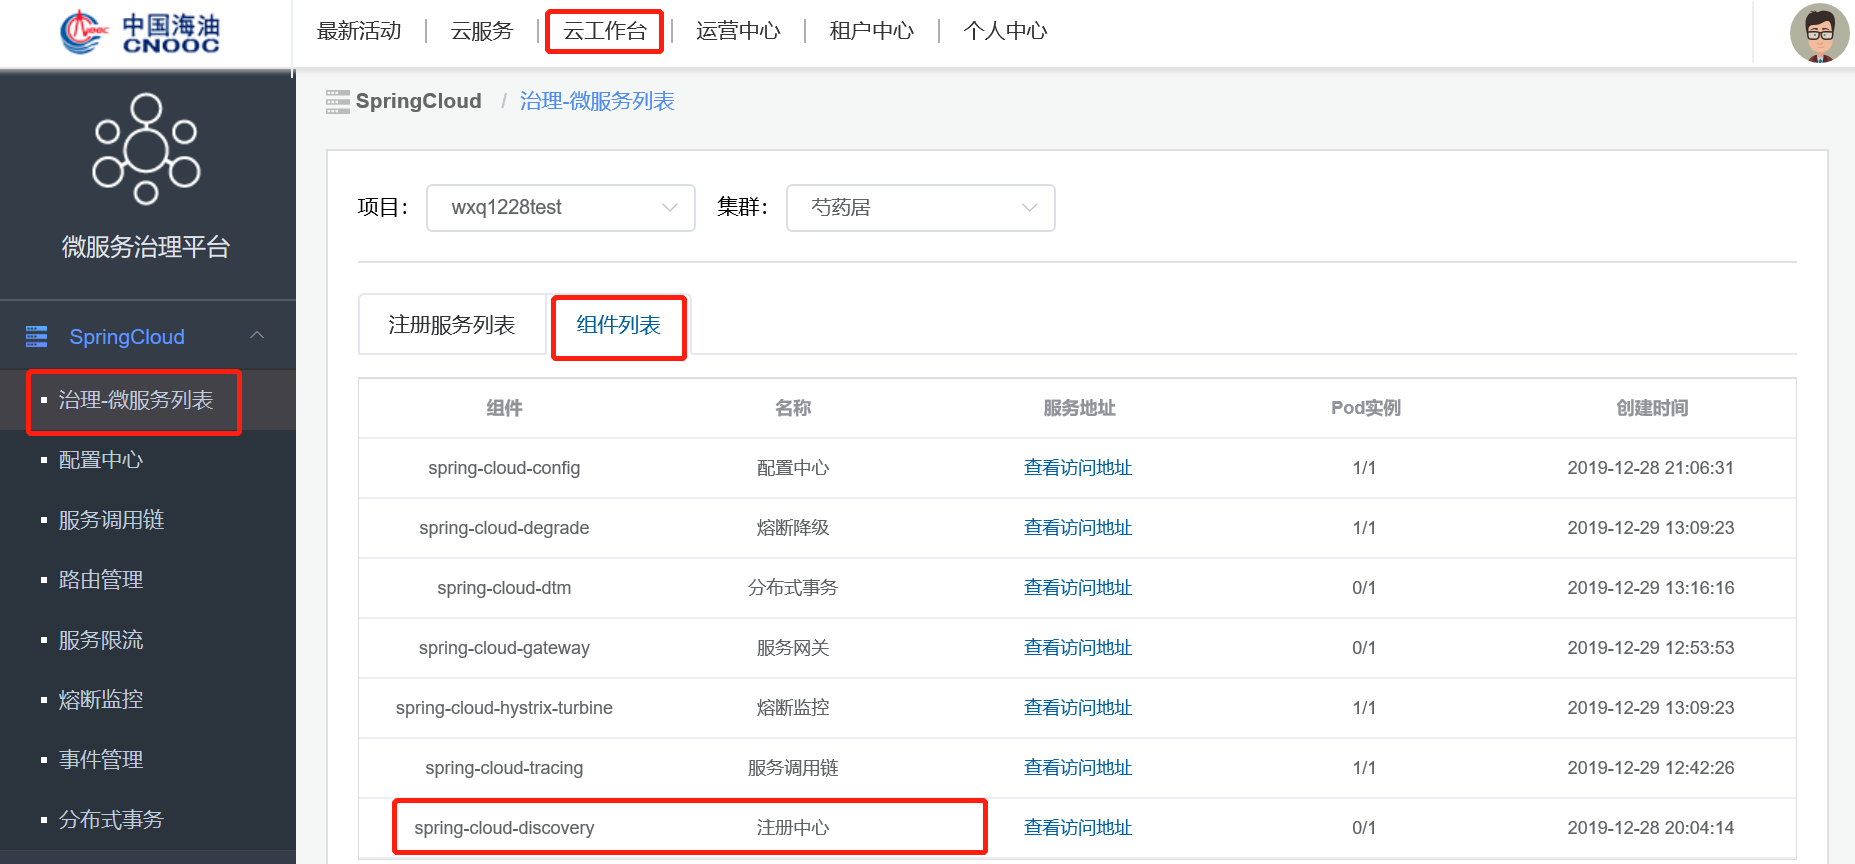 中国海油
CNOOC
最新活动 云服务 云工作台 运营中心 租户中心 个人中心
微服务治理平台
SpringCloud
治理-微服务列表
配置中心
服务调用链
路由管理
服务限流
熔断监控
事件管理
分布式事务
SpringCloud / 治理-微服务列表
项目： wxq1228test 集群： 芍药居
注册服务列表 组件列表
组件 名称 服务地址 Pod实例 创建时间
spring-cloud-config 配置中心 查看访问地址 1/1 2019-12-28 21:06:31
spring-cloud-degrade 熔断降级 查看访问地址 1/1 2019-12-29 13:09:23
spring-cloud-dtm 分布式事务 查看访问地址 0/1 2019-12-29 13:16:16
spring-cloud-gateway 服务网关 查看访问地址 0/1 2019-12-29 12:53:53
spring-cloud-hystrix-turbine 熔断监控 查看访问地址 1/1 2019-12-29 13:09:23
spring-cloud-tracing 服务调用链 查看访问地址 1/1 2019-12-29 12:42:26
spring-cloud-discovery 注册中心 查看访问地址 0/1 2019-12-28 20:04:14